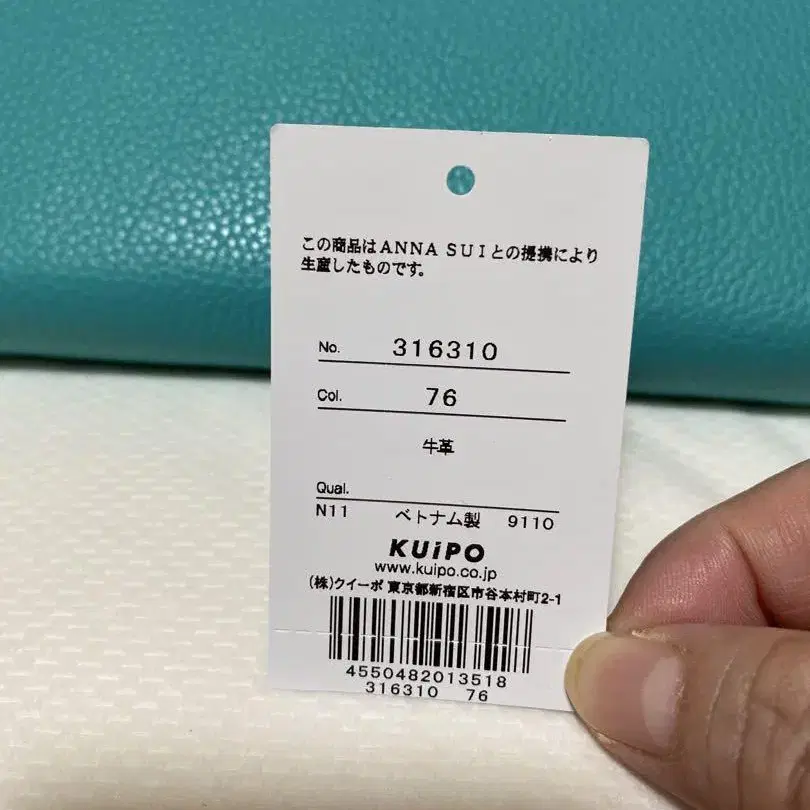 この商品はANNA SUIとの提携により
生産したものです。
No. 316310
Col. 76
牛革
Qual.
N11 ベトナム製 9110
KUiPO
www.kuipo.co.jp
(株)クイーポ 東京都新宿区市谷本村町2-1
4550482013518
316310 76